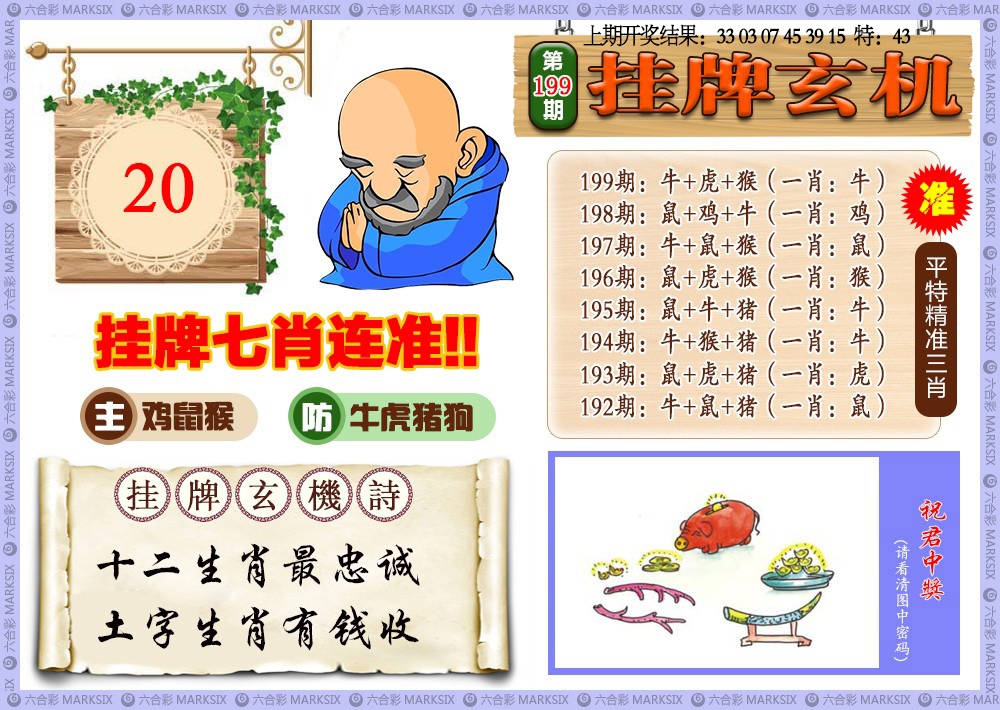 上期开奖结果：33 03 07 45 39 15 特：43
第199期
挂牌玄机
20
挂牌七肖连准!!
主 鸡鼠猴
防 牛虎猪狗
挂牌玄機詩
十二生肖最忠诚
土字生肖有钱收
199期：牛+虎+猴（一肖：牛）
198期：鼠+鸡+牛（一肖：鸡）
197期：牛+鼠+猴（一肖：鼠）
196期：鼠+虎+猴（一肖：猴）
195期：鼠+牛+猪（一肖：牛）
194期：牛+猴+猪（一肖：牛）
193期：鼠+虎+猪（一肖：虎）
192期：牛+鼠+猪（一肖：鼠）
准
平特精准三肖
祝君中獎
（请看清图中密码）
六合彩 MARKSIX